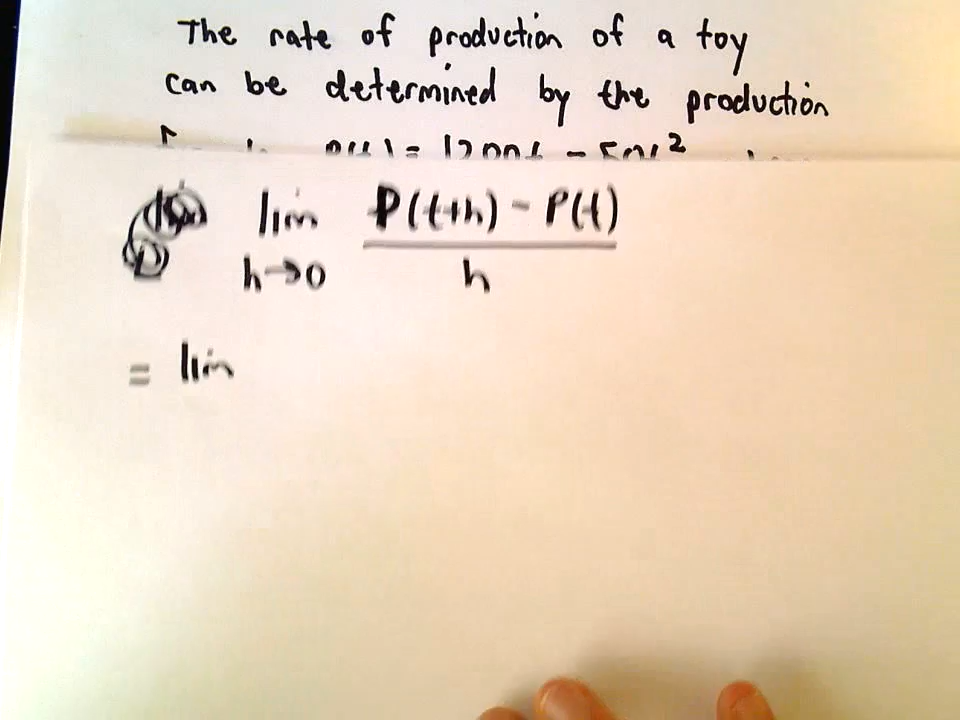 The rate of production of a toy
can be determined by the production
lim P(t+h) - P(t)
h→0 h
= lim